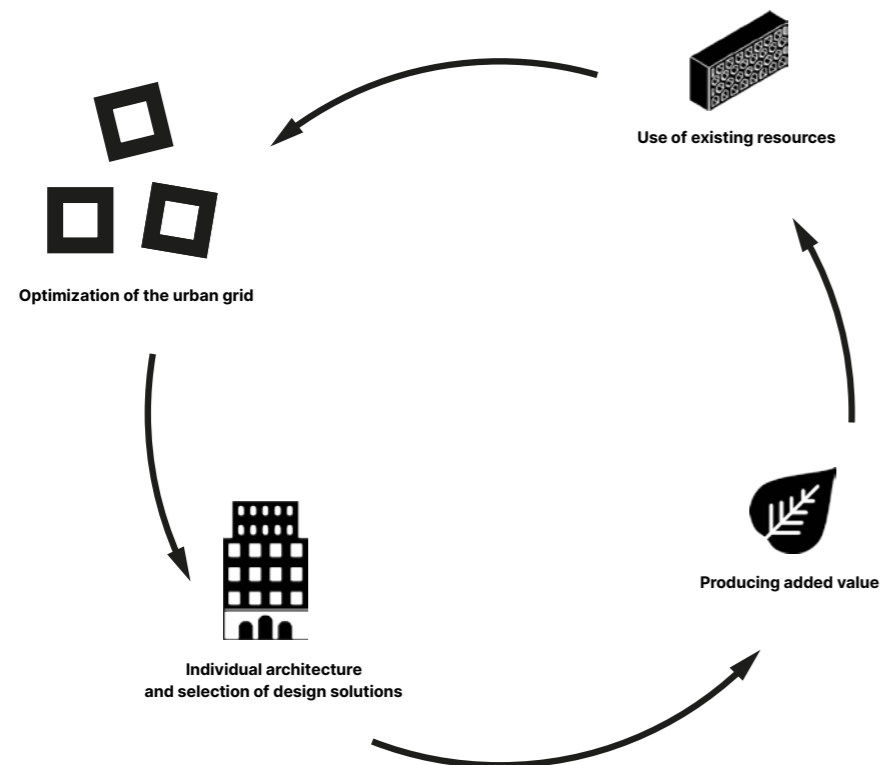 Use of existing resources
Optimization of the urban grid
Producing added value
Individual architecture
and selection of design solutions